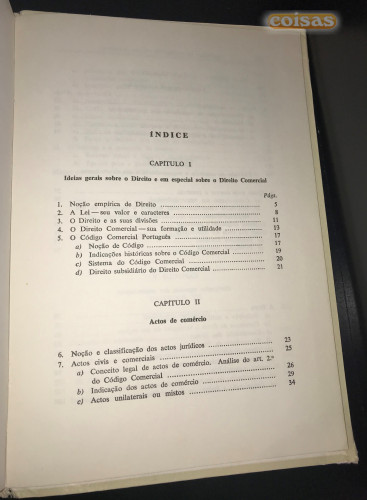 coisas
ÍNDICE
CAPÍTULO I
Ideias gerais sobre o Direito e em especial sobre o Direito Comercial
Págs.
1. Noção empírica de Direito 5
2. A Lei — seu valor e caracteres 8
3. O Direito e as suas divisões 11
4. O Direito Comercial — sua formação e utilidade 13
5. O Código Comercial Português 17
a) Noção de Código 17
b) Indicações históricas sobre o Código Comercial 19
c) Sistema do Código Comercial 20
d) Direito subsidiário do Direito Comercial 21
CAPÍTULO II
Actos de comércio
6. Noção e classificação dos actos jurídicos 23
7. Actos civis e comerciais 25
a) Conceito legal de actos de comércio. Análise do art. 2.º
do Código Comercial 26
b) Indicação dos actos de comércio 29
c) Actos unilaterais ou mistos 34